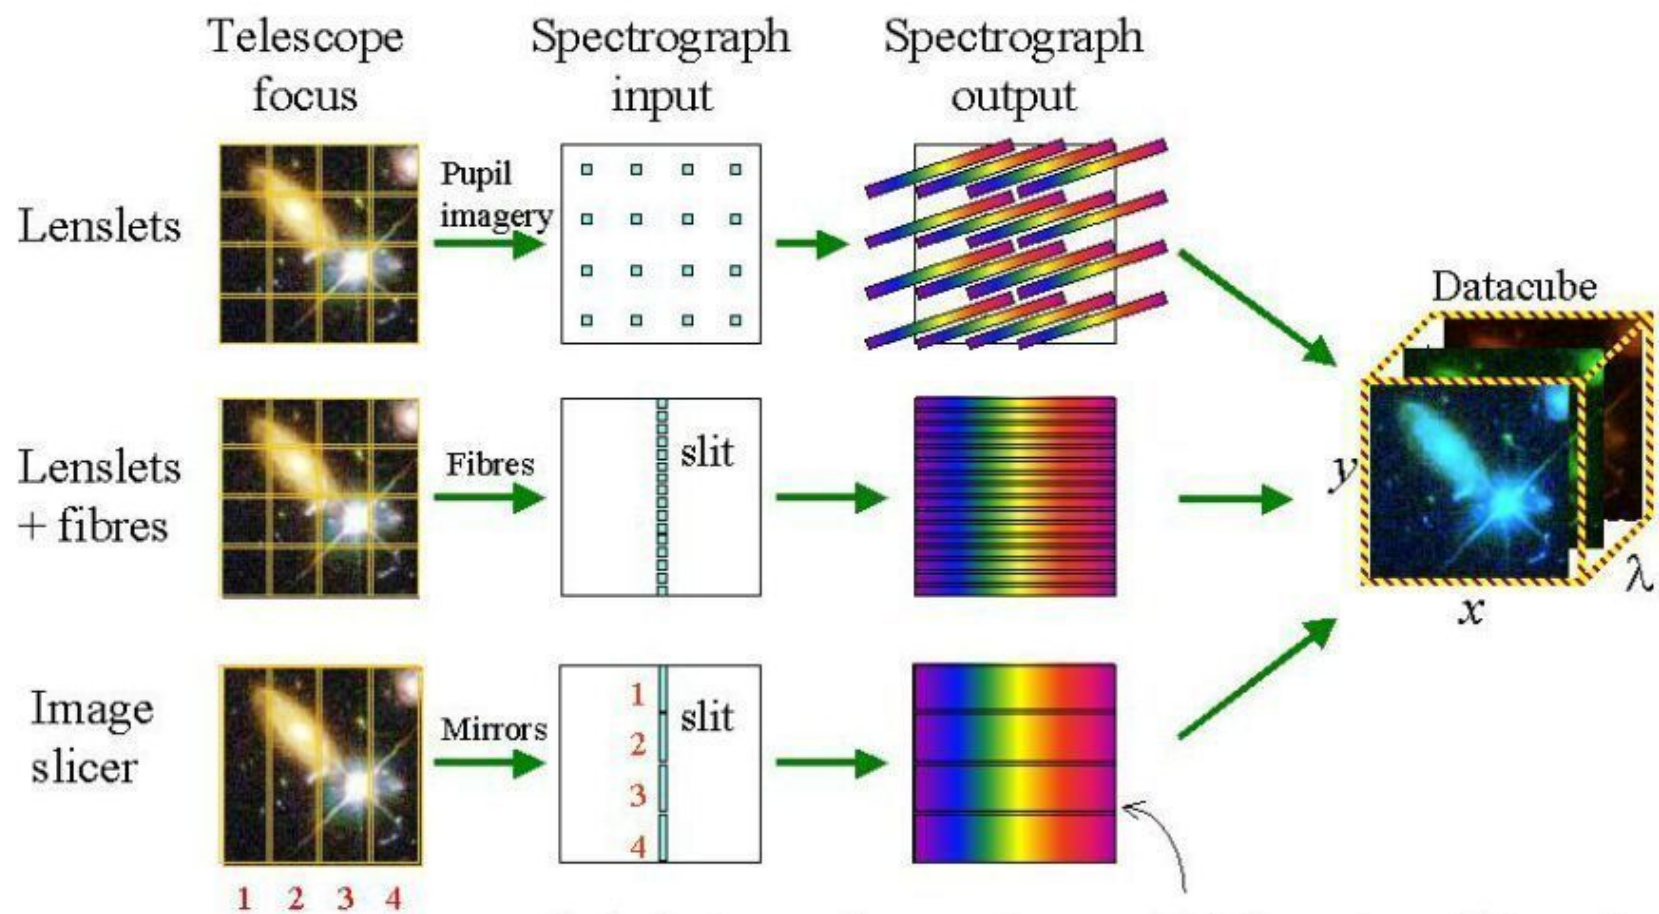 Telescope
focus
Spectrograph
input
Spectrograph
output
Lenslets
Pupil
imagery
Datacube
Lenslets
+ fibres
Fibres
slit
y
λ
x
Image
slicer
Mirrors
1
2
3
4
slit
1 2 3 4